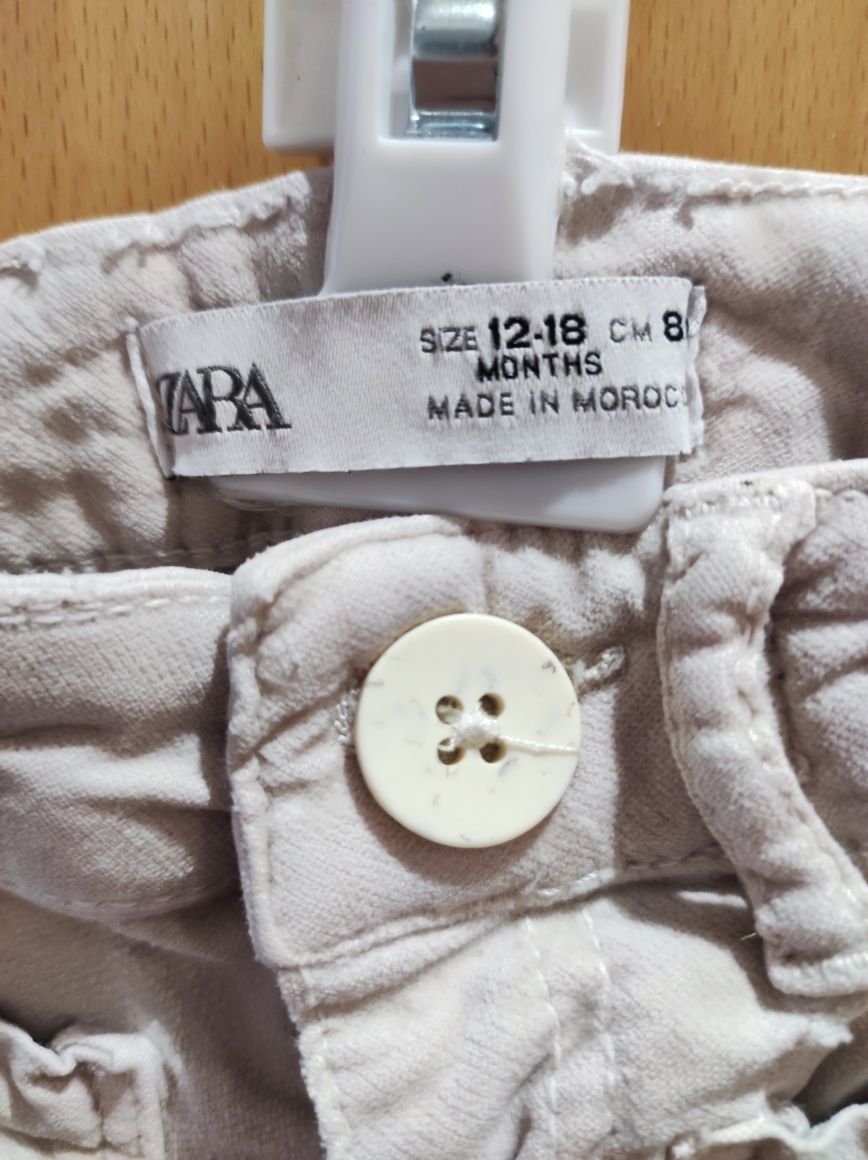 ZARA
SIZE 12-18 CM
MONTHS
MADE IN